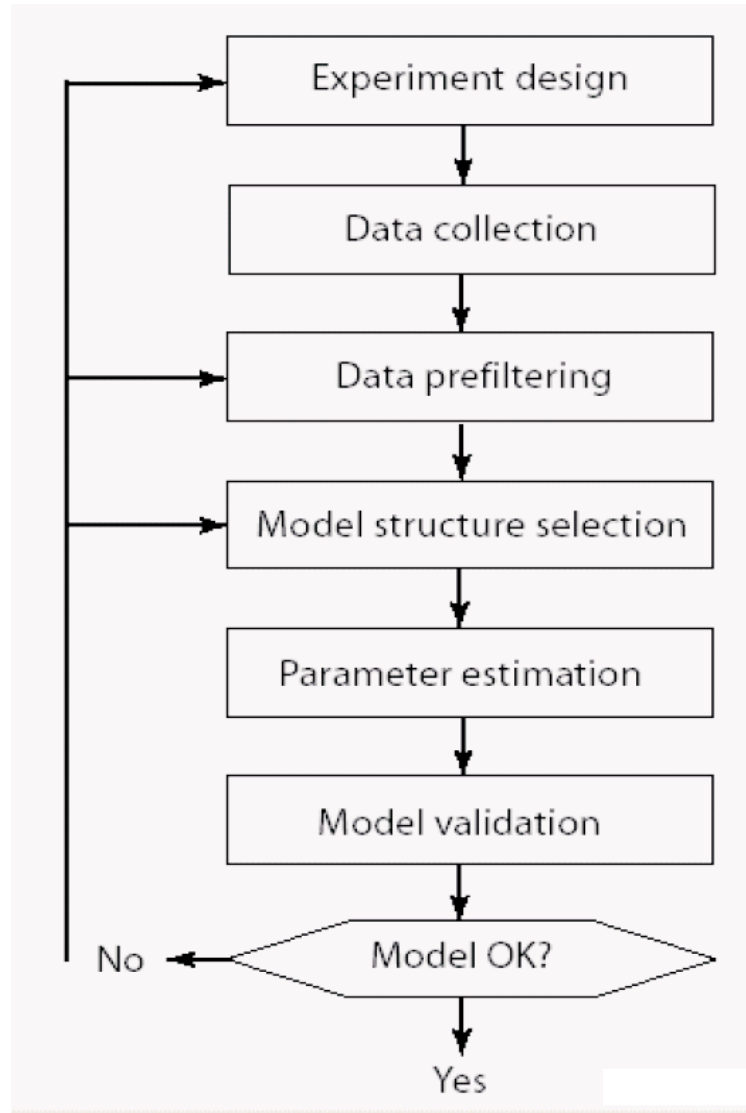 Experiment design
Data collection
Data prefiltering
Model structure selection
Parameter estimation
Model validation
No
Model OK?
Yes